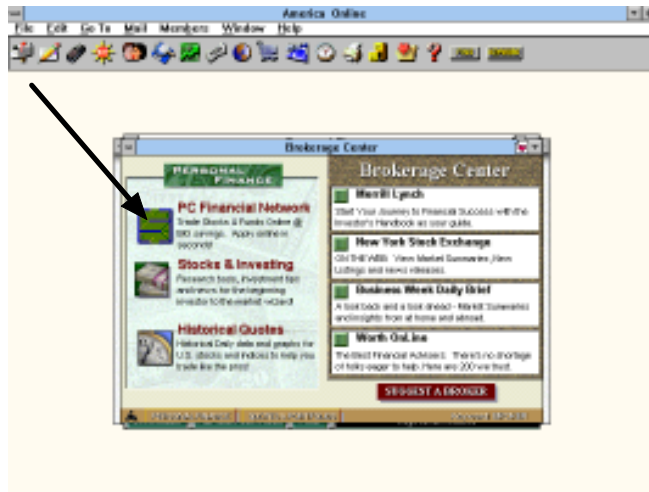 America Online
File Edit Go To Mail Members Window Help
Brokerage Center
PERSONAL
FINANCE
PC Financial Network
Trade Stocks & Funds Online @
BIG savings. Apply online in
seconds!
Stocks & Investing
Research tools, investment tips
and news for the beginning
investor to the market wizard!
Historical Quotes
Historical Daily data and graphs for
U.S. stocks and indices to help you
trade like the pros!
Brokerage Center
Merrill Lynch
Start Your Journey to Financial Success with the
Investor's Handbook as your guide.
New York Stock Exchange
ON THE WEB: View Market Summaries, New
Listings and news releases.
Business Week Daily Brief
A look back and a look ahead - Market Summaries
and insights from at home and abroad.
Worth OnLine
The Best Financial Advisers: There's no shortage
of folks eager to help. Here are 200 we trust.
SUGGEST A BROKER